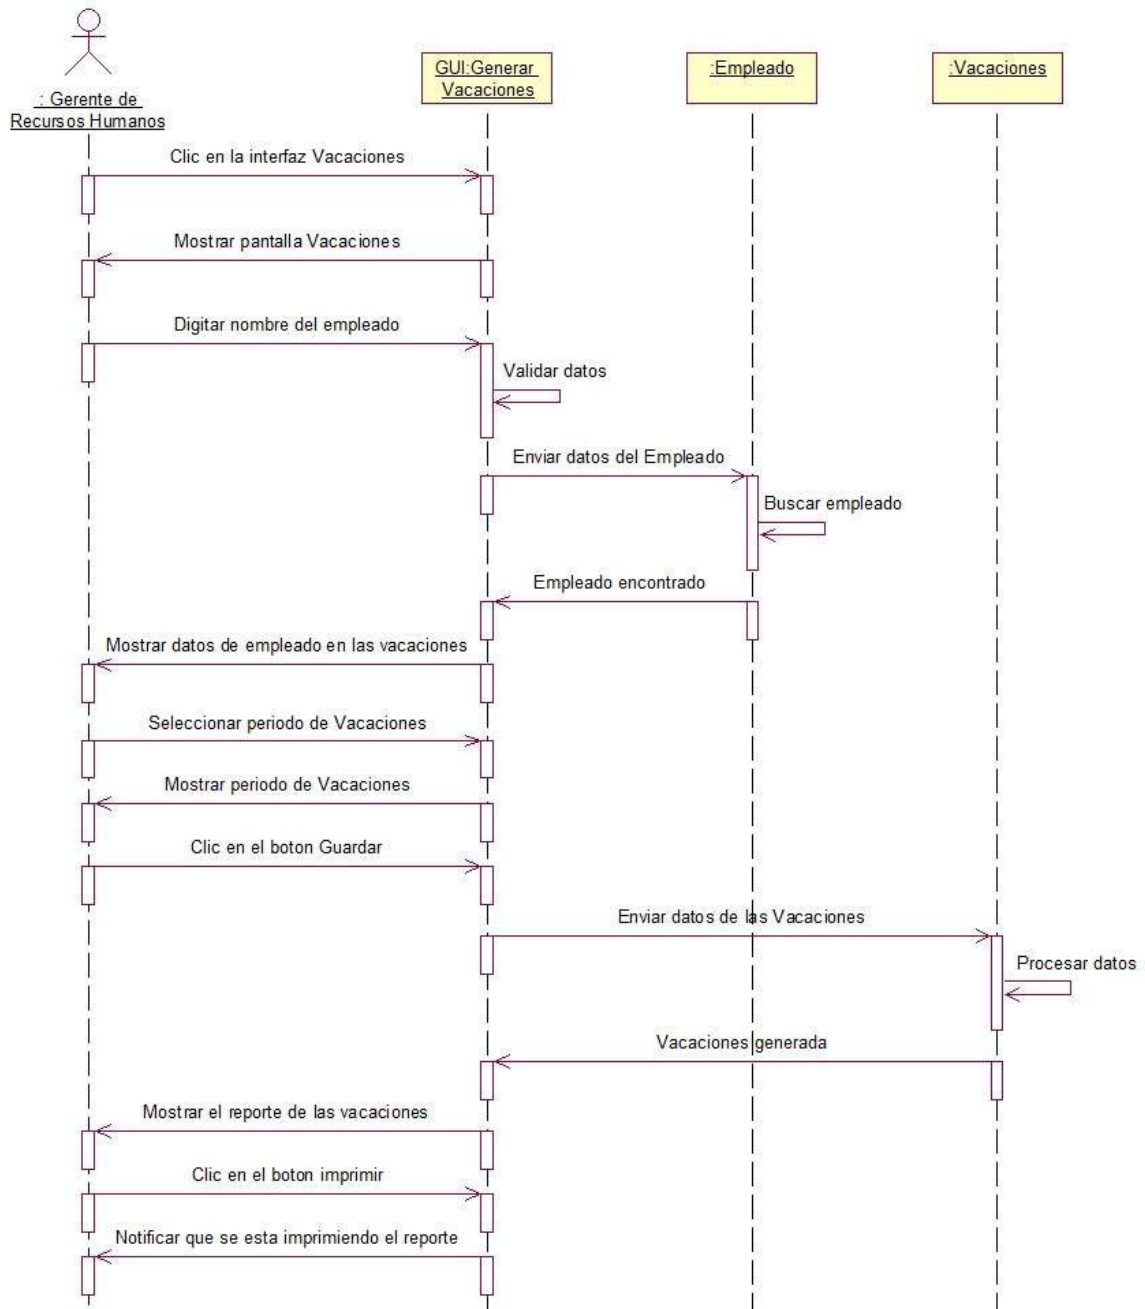 : Gerente de
Recursos Humanos
GUI:Generar
Vacaciones
:Empleado
:Vacaciones
Clic en la interfaz Vacaciones
Mostrar pantalla Vacaciones
Digitar nombre del empleado
Validar datos
Enviar datos del Empleado
Buscar empleado
Empleado encontrado
Mostrar datos de empleado en las vacaciones
Seleccionar periodo de Vacaciones
Mostrar periodo de Vacaciones
Clic en el boton Guardar
Enviar datos de las Vacaciones
Procesar datos
Vacaciones generada
Mostrar el reporte de las vacaciones
Clic en el boton imprimir
Notificar que se esta imprimiendo el reporte